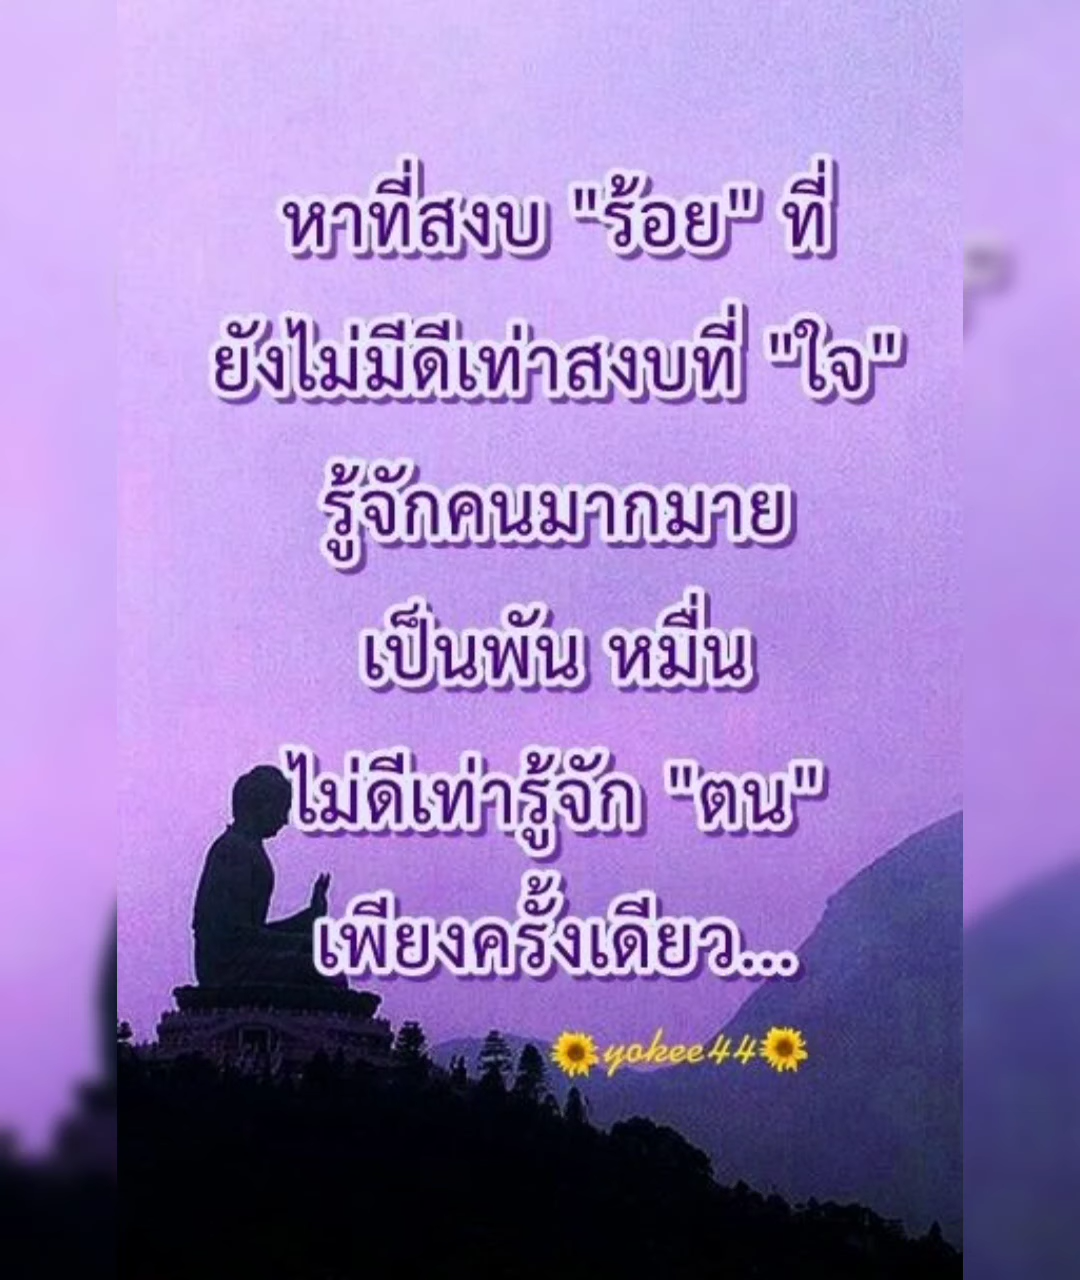 หาที่สงบ "ร้อย" ที่
ยังไม่มีดีเท่าสงบที่ "ใจ"
รู้จักคนมากมาย
เป็นพัน หมื่น
ไม่ดีเท่ารู้จัก "ตน"
เพียงครั้งเดียว...
🌻yokee44🌻